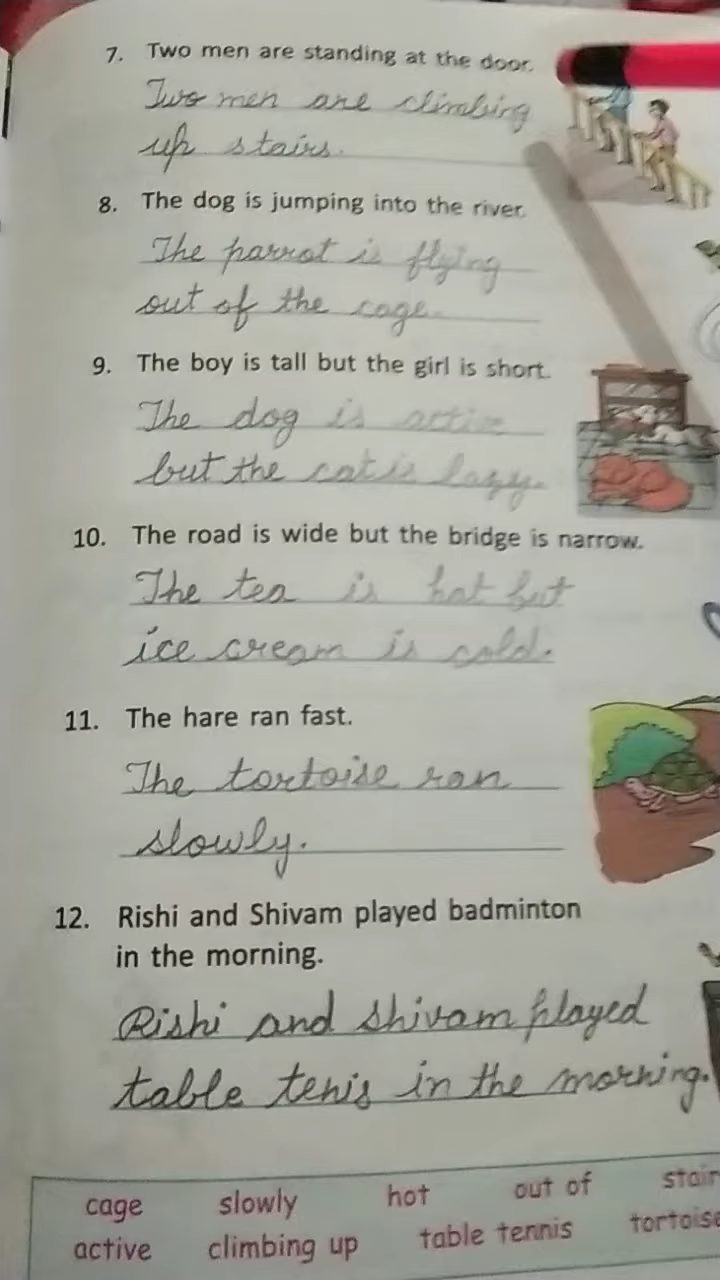 7. Two men are standing at the door.
Two men are climbing
up stairs.
8. The dog is jumping into the river.
The parrot is flying
out of the cage.
9. The boy is tall but the girl is short.
The dog is active
but the cat is lazy.
10. The road is wide but the bridge is narrow.
The tea is hot but
ice cream is cold.
11. The hare ran fast.
The tortoise ran
slowly.
12. Rishi and Shivam played badminton
in the morning.
Rishi and Shivam played
table tenis in the morning.
cage slowly hot out of stair
active climbing up table tennis tortoise